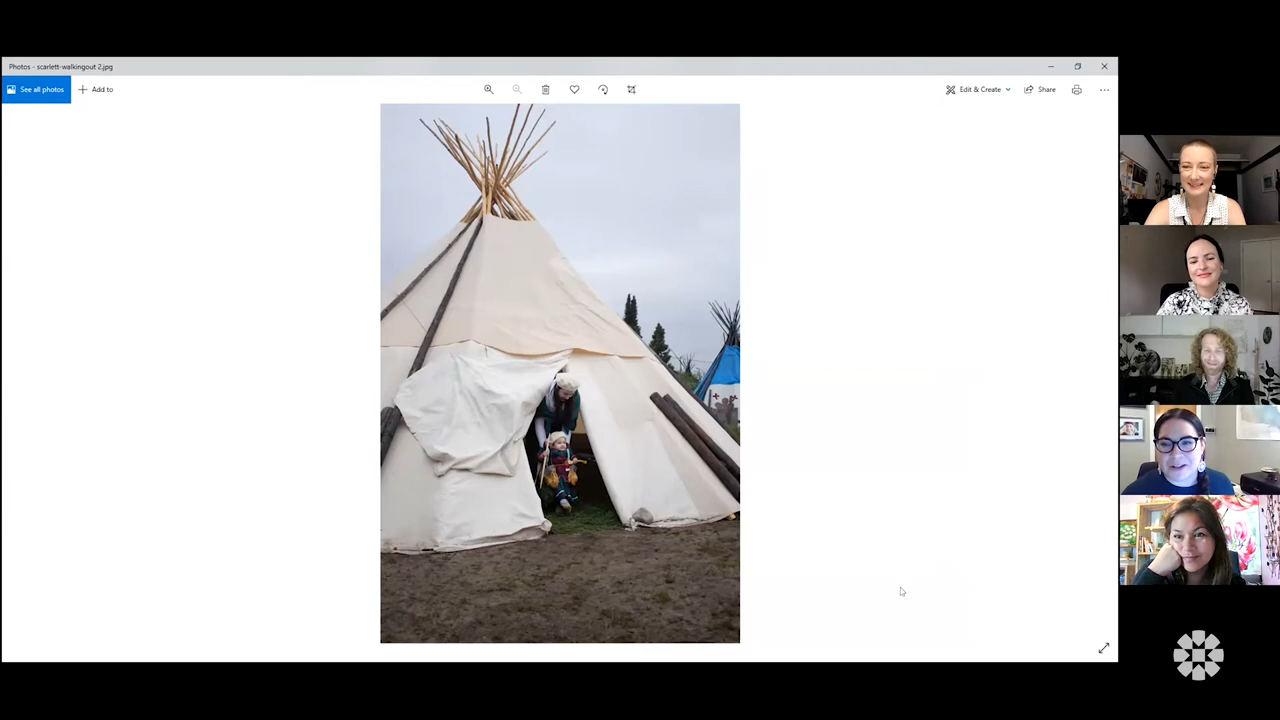 Photos - scarlett-walkingout 2.jpg
See all photos
Add to
Edit & Create
Share